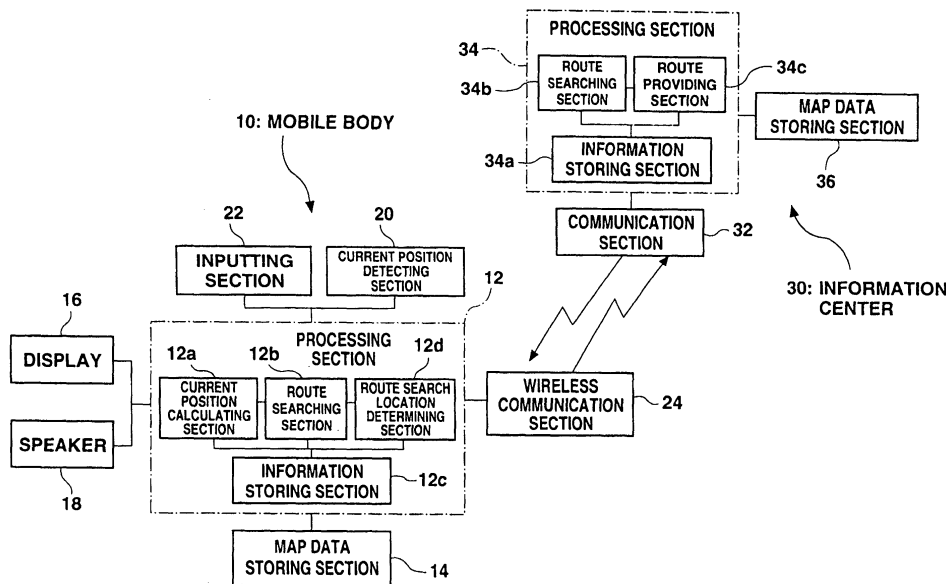 PROCESSING SECTION
34
34b
ROUTE
SEARCHING
SECTION
ROUTE
PROVIDING
SECTION
34c
MAP DATA
STORING SECTION
36
34a
INFORMATION
STORING SECTION
10: MOBILE BODY
COMMUNICATION
SECTION
32
30: INFORMATION
CENTER
22
20
INPUTTING
SECTION
CURRENT POSITION
DETECTING
SECTION
12
16
DISPLAY
SPEAKER
18
PROCESSING
SECTION
12a
12b
12d
CURRENT
POSITION
CALCULATING
SECTION
ROUTE
SEARCHING
SECTION
ROUTE SEARCH
LOCATION
DETERMINING
SECTION
WIRELESS
COMMUNICATION
SECTION
24
INFORMATION
STORING SECTION
12c
MAP DATA
STORING SECTION
14